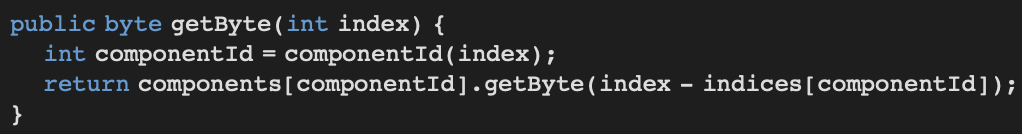 public byte getByte(int index) {
int componentId = componentId(index);
return components[componentId].getByte(index - indices[componentId]);
}